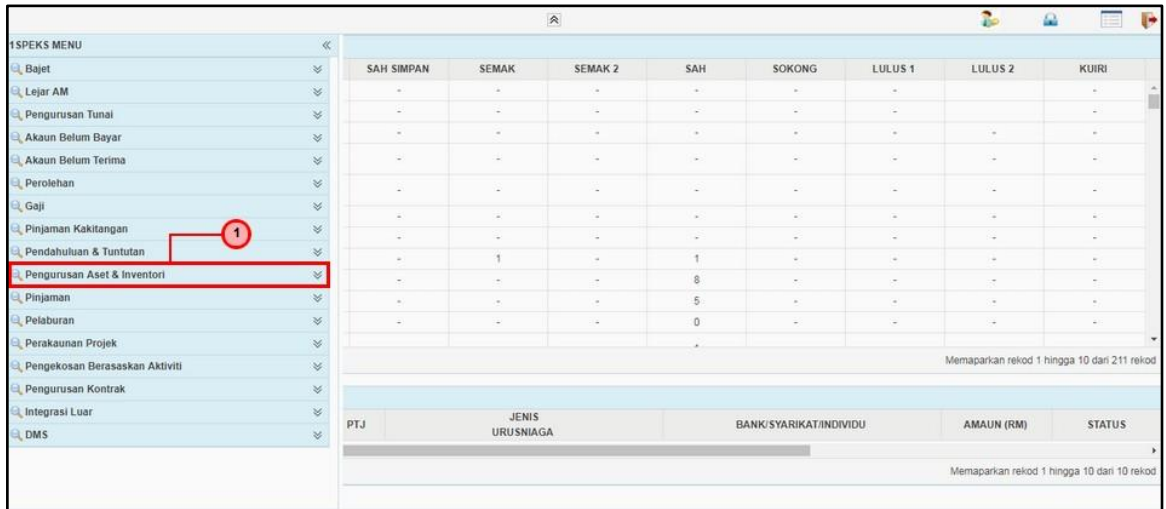 1SPEKS MENU
Bajet
Lejar AM
Pengurusan Tunai
Akaun Belum Bayar
Akaun Belum Terima
Perolehan
Gaji
Pinjaman Kakitangan
1
Pendahuluan & Tuntutan
Pengurusan Aset & Inventori
Pinjaman
Pelaburan
Perakaunan Projek
Pengekosan Berasaskan Aktiviti
Pengurusan Kontrak
Integrasi Luar
DMS
SAH SIMPAN SEMAK SEMAK 2 SAH SOKONG LULUS 1 LULUS 2 KUIRI
- - - - - - -
- - - - - - -
- - - - - - - -
- - - - - - - -
- - - - - - - -
- - - - - - - -
- - - - - - - -
- 1 - 1 - - - -
- - - 8 - - - -
- - - 5 - - - -
- - - 0 - - - -
Memaparkan rekod 1 hingga 10 dari 211 rekod
PTJ JENIS URUSNIAGA BANK/SYARIKAT/INDIVIDU AMAUN (RM) STATUS
Memaparkan rekod 1 hingga 10 dari 10 rekod